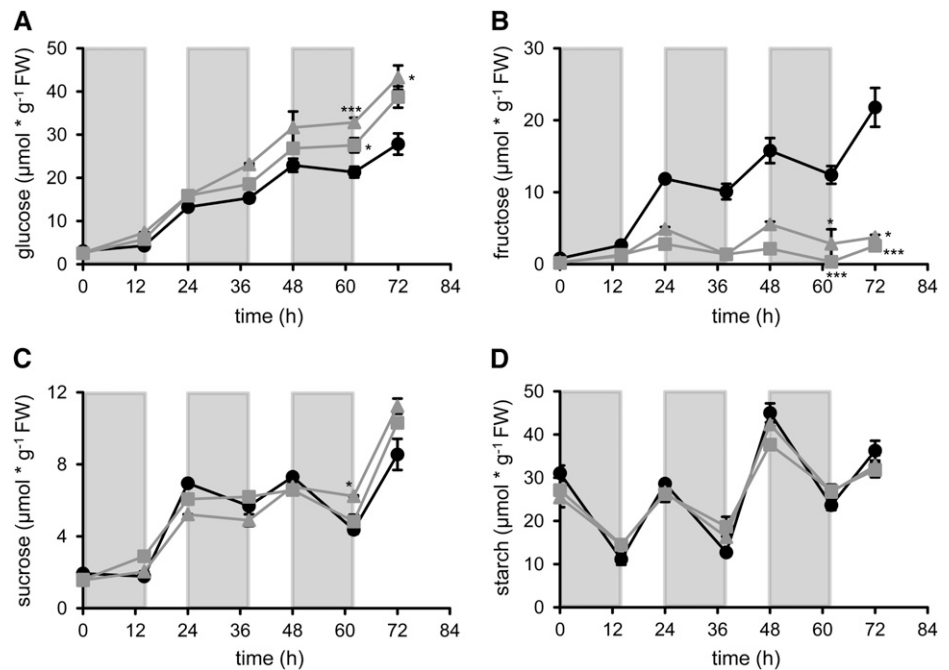 A
50
40
30
20
10
0
glucose (µmol * g⁻¹ FW)
***
*
*
0 12 24 36 48 60 72 84
time (h)
B
30
20
10
0
fructose (µmol * g⁻¹ FW)
*
*
***
***
0 12 24 36 48 60 72 84
time (h)
C
12
8
4
0
sucrose (µmol * g⁻¹ FW)
*
0 12 24 36 48 60 72 84
time (h)
D
50
40
30
20
10
0
starch (µmol * g⁻¹ FW)
0 12 24 36 48 60 72 84
time (h)